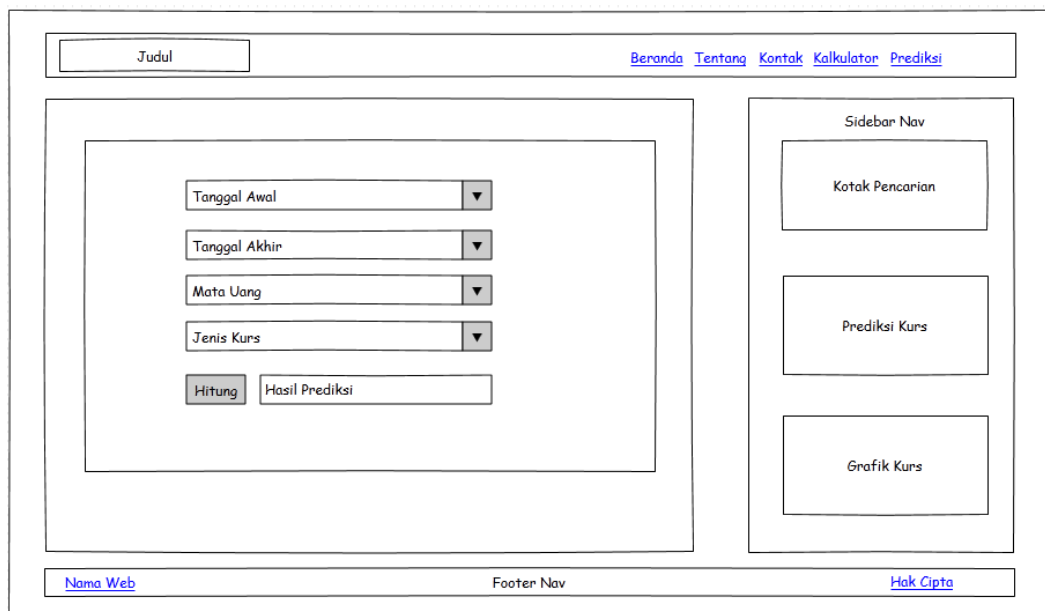 Judul
Beranda Tentang Kontak Kalkulator Prediksi
Tanggal Awal
Tanggal Akhir
Mata Uang
Jenis Kurs
Hitung Hasil Prediksi
Sidebar Nav
Kotak Pencarian
Prediksi Kurs
Grafik Kurs
Nama Web Footer Nav Hak Cipta